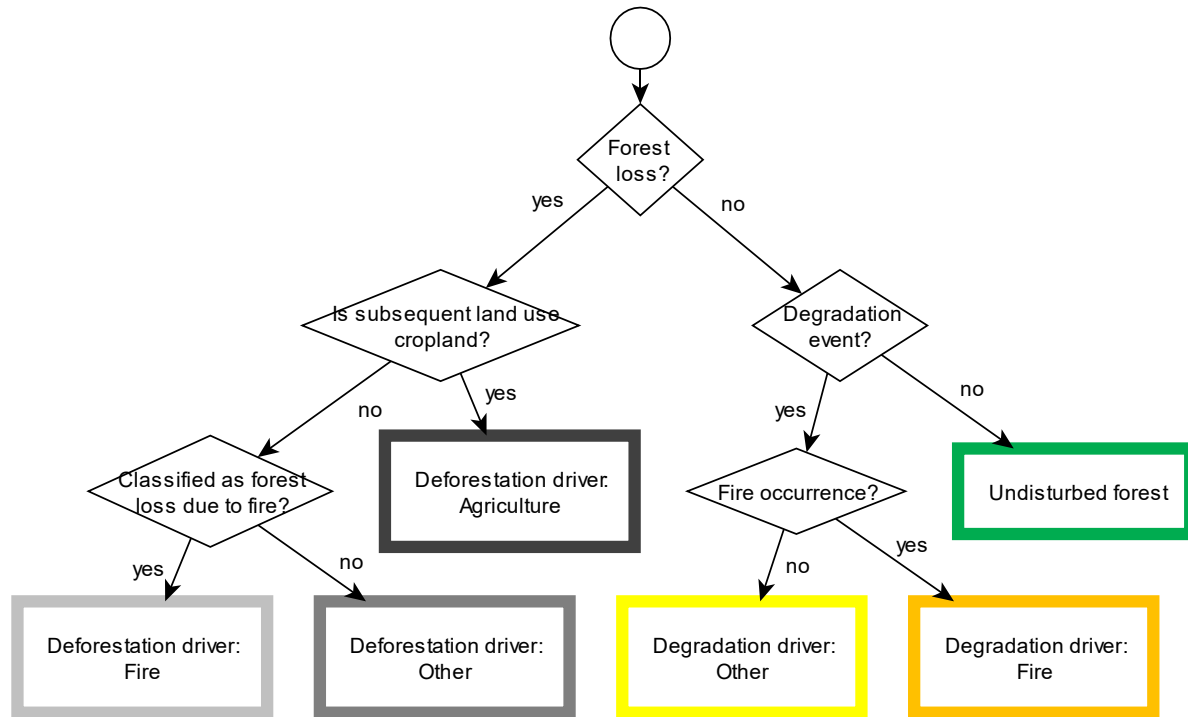 Forest
loss?
yes
no
Is subsequent land use
cropland?
Degradation
event?
no
yes
yes
no
Classified as forest
loss due to fire?
Deforestation driver:
Agriculture
Fire occurrence?
Undisturbed forest
yes
no
no
yes
Deforestation driver:
Fire
Deforestation driver:
Other
Degradation driver:
Other
Degradation driver:
Fire